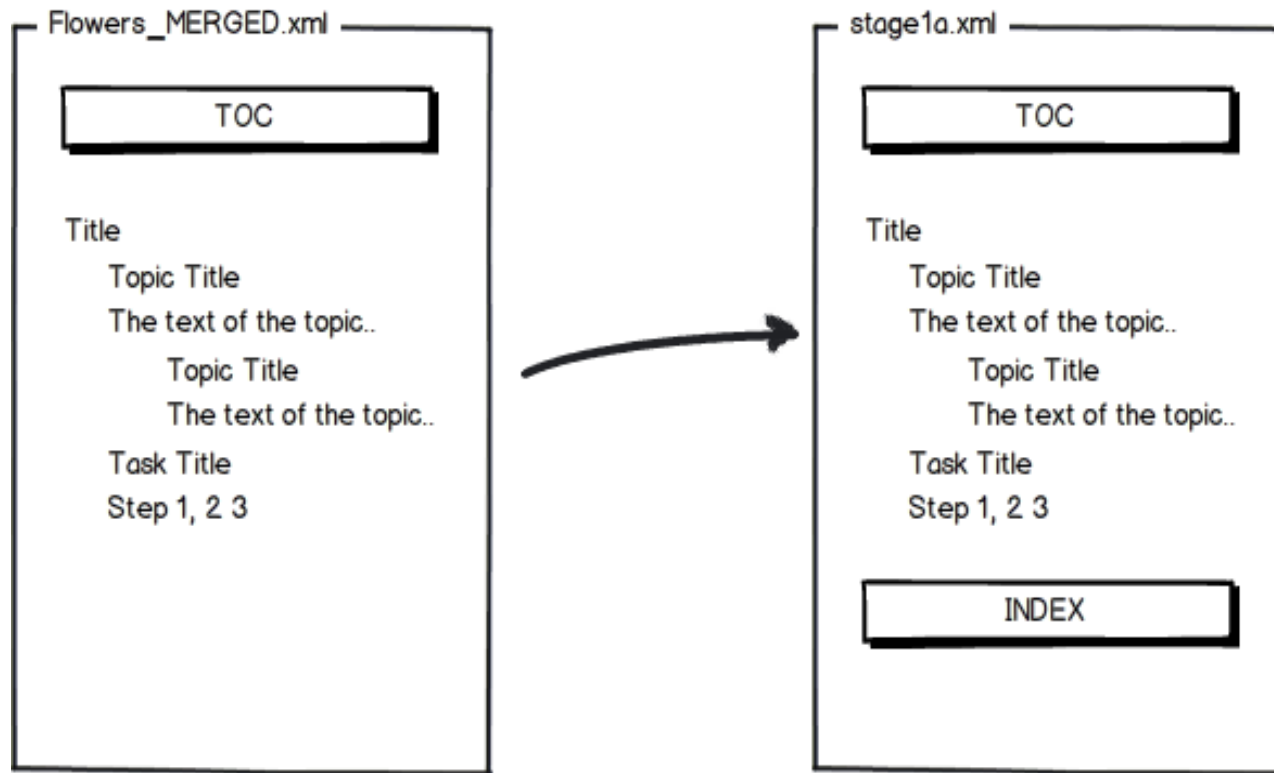 Flowers_MERGED.xml
TOC
Title
Topic Title
The text of the topic..
Topic Title
The text of the topic..
Task Title
Step 1, 2 3
stage1a.xml
TOC
Title
Topic Title
The text of the topic..
Topic Title
The text of the topic..
Task Title
Step 1, 2 3
INDEX